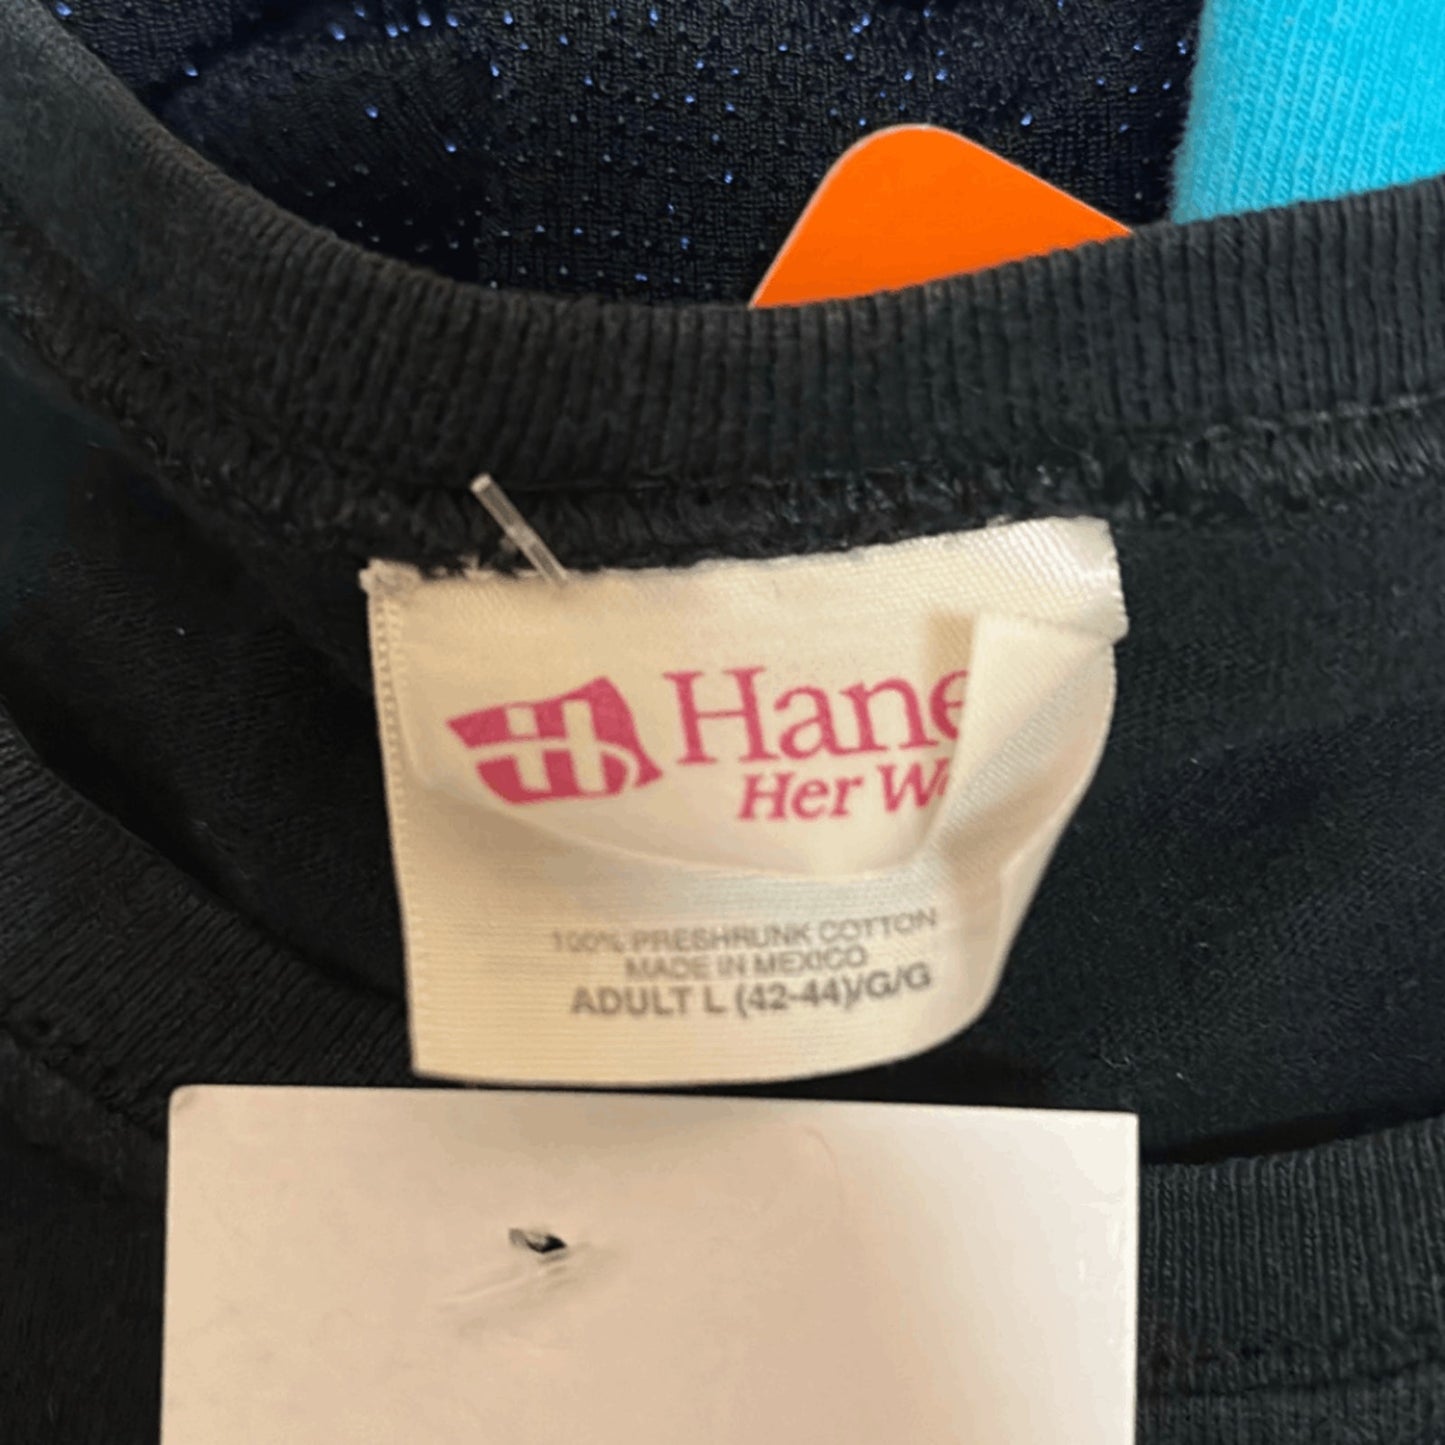 Hane
Her W
100% PRESHRUNK COTTON
MADE IN MEXICO
ADULT L (42-44)/G/G